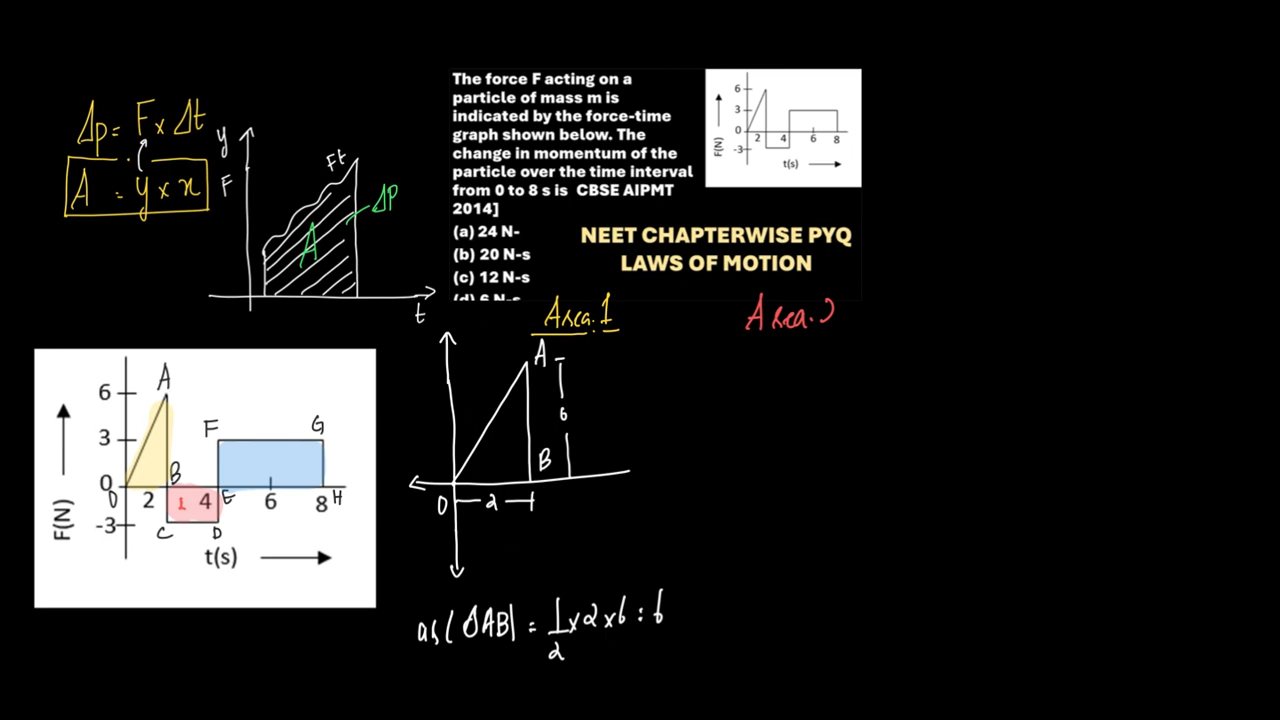 Δp = F x Δt
A = y x x
y
F
Ft
ΔP
A
t
The force F acting on a
particle of mass m is
indicated by the force-time
graph shown below. The
change in momentum of the
particle over the time interval
from 0 to 8 s is CBSE AIPMT
2014]
(a) 24 N-
(b) 20 N-s
(c) 12 N-s
(d) 6 N-s
6
3
0
-3
2 4 6 8
F(N)
t(s)
NEET CHAPTERWISE PYQ
LAWS OF MOTION
Area.1
Area.
A
6
B
O
2
A
6
3
0
-3
F G
B
O 2 4 E 6 8 H
C D
F(N)
t(s)
ar(OAB) = 1/2 x 2 x 6 = 6